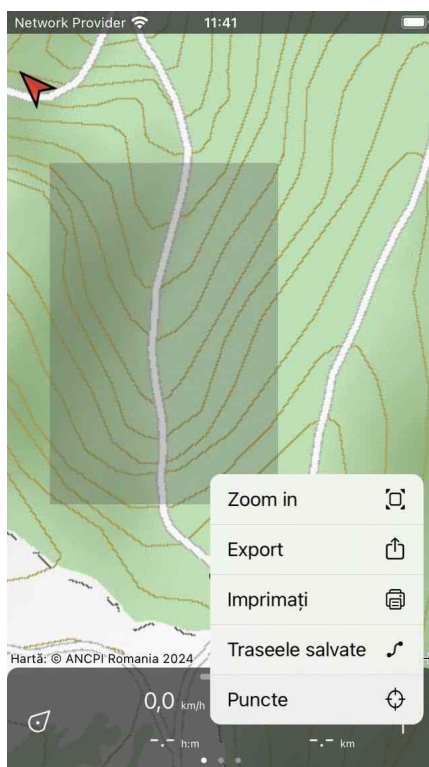 Network Provider 11:41
Zoom in
Export
Imprimați
Traseele salvate
Puncte
Hartă: © ANCPI Romania 2024
0,0 km/h
-.- h:m
-.- km